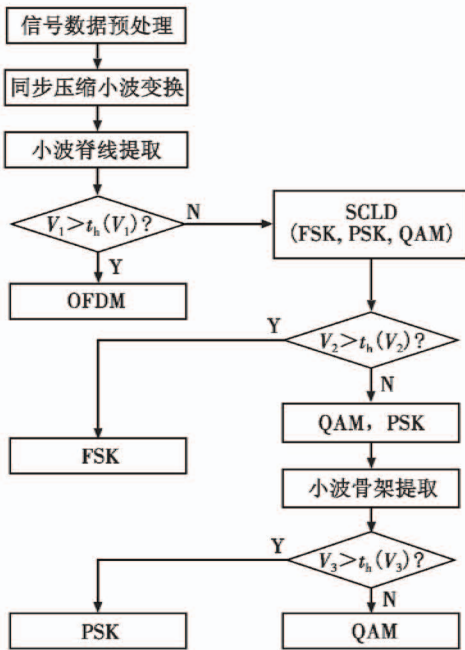 信号数据预处理
同步压缩小波变换
小波脊线提取
V1>th(V1)?
N
SCLD
(FSK, PSK, QAM)
Y
OFDM
Y
V2>th(V2)?
N
FSK
QAM, PSK
小波骨架提取
Y
V3>th(V3)?
N
PSK
QAM